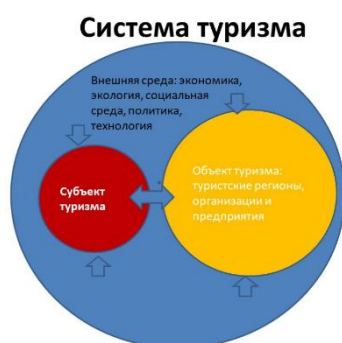 Система туризма
Внешняя среда: экономика,
экология, социальная
среда, политика,
технология
Субъект
туризма
Объект туризма:
туристские регионы,
организации и
предприятия